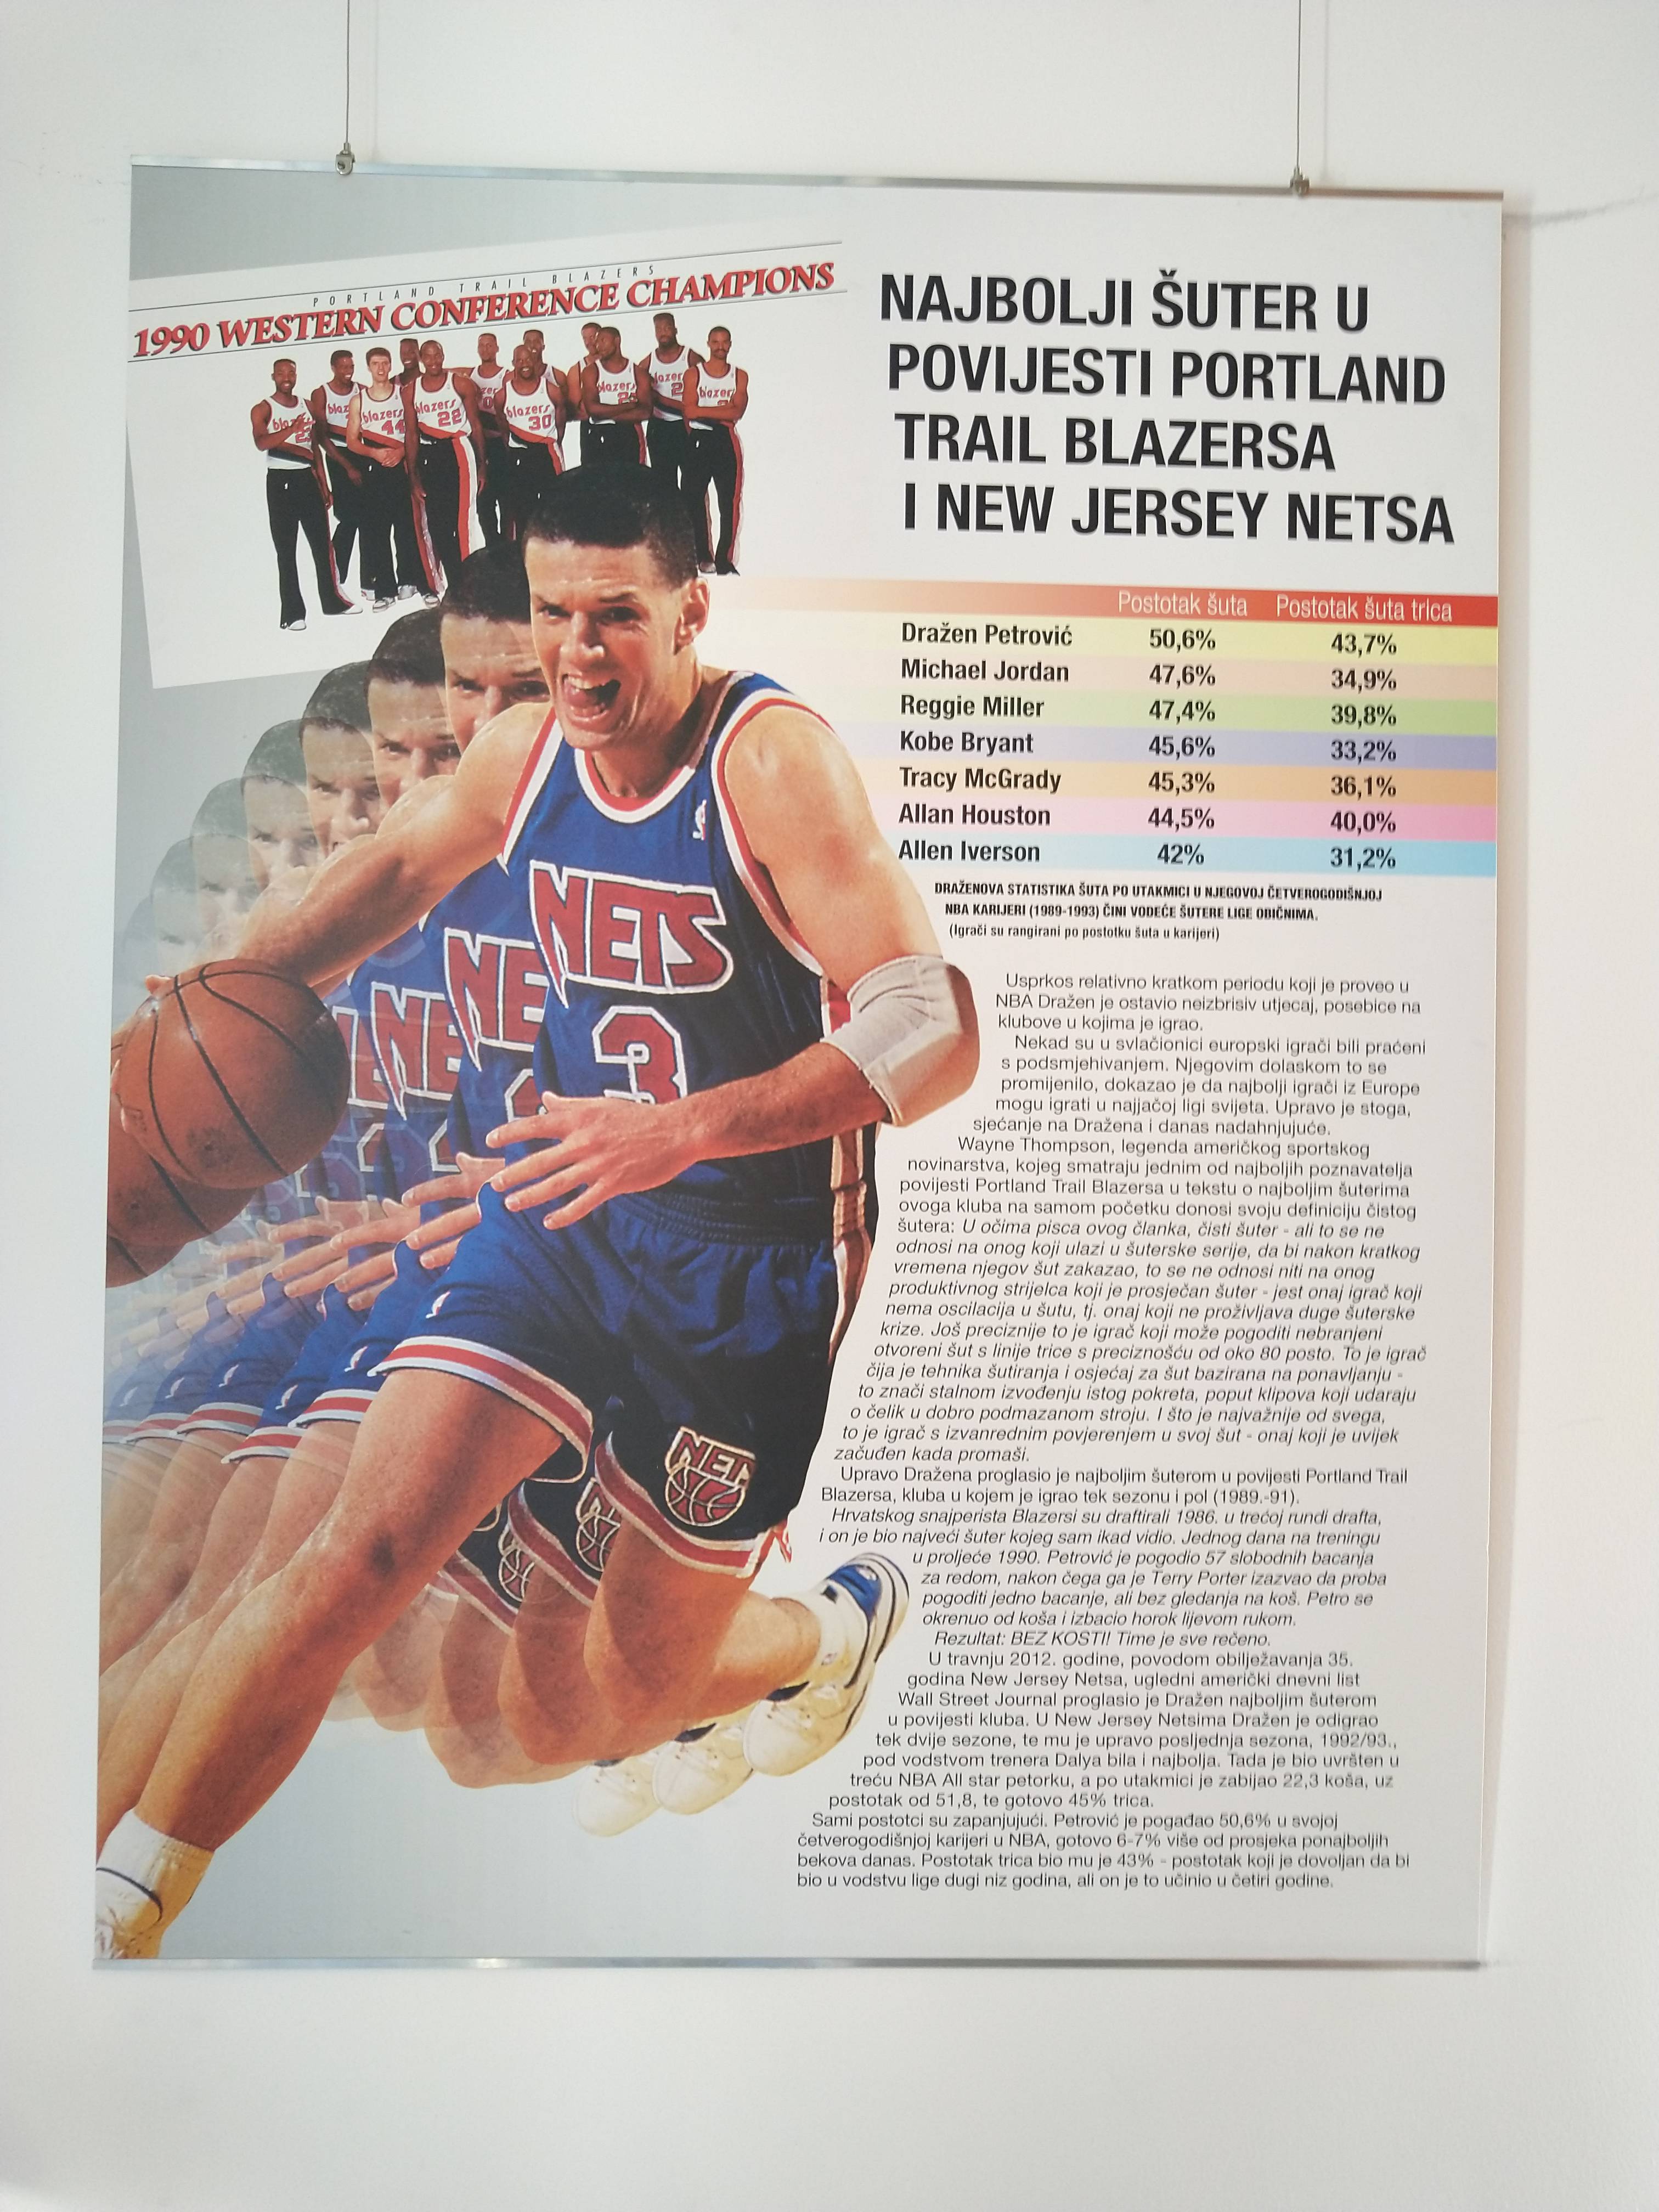 PORTLAND TRAIL BLAZERS
1990 WESTERN CONFERENCE CHAMPIONS
blazers
44
blazers
22
blazers
30
blazers
blazers
NAJBOLJI ŠUTER U
POVIJESTI PORTLAND
TRAIL BLAZERSA
I NEW JERSEY NETSA
Postotak šuta Postotak šuta trica
Dražen Petrović 50,6% 43,7%
Michael Jordan 47,6% 34,9%
Reggie Miller 47,4% 39,8%
Kobe Bryant 45,6% 33,2%
Tracy McGrady 45,3% 36,1%
Allan Houston 44,5% 40,0%
Allen Iverson 42% 31,2%
DRAŽENOVA STATISTIKA ŠUTA PO UTAKMICI U NJEGOVOJ ČETVEROGODIŠNJOJ
NBA KARIJERI (1989-1993) ČINI VODEĆE ŠUTERE LIGE OBIČNIMA.
(Igrači su rangirani po postotku šuta u karijeri)
NETS
3
NETS
Usprkos relativno kratkom periodu koji je proveo u
NBA Dražen je ostavio neizbrisiv utjecaj, posebice na
klubove u kojima je igrao.
Nekad su u svlačionici europski igrači bili praćeni
s podsmjehivanjem. Njegovim dolaskom to se
promijenilo, dokazao je da najbolji igrači iz Europe
mogu igrati u najjačoj ligi svijeta. Upravo je stoga,
sjećanje na Dražena i danas nadahnjujuće.
Wayne Thompson, legenda američkog sportskog
novinarstva, kojeg smatraju jednim od najboljih poznavatelja
povijesti Portland Trail Blazersa u tekstu o najboljim šuterima
ovoga kluba na samom početku donosi svoju definiciju čistog
šutera: U očima pisca ovog članka, čisti šuter - ali to se ne
odnosi na onog koji ulazi u šuterske serije, da bi nakon kratkog
vremena njegov šut zakazao, to se ne odnosi niti na onog
produktivnog strijelca koji je prosječan šuter - jest onaj igrač koji
nema oscilacija u šutu, tj. onaj koji ne proživljava duge šuterske
krize. Još preciznije to je igrač koji može pogoditi nebranjeni
otvoreni šut s linije trice s preciznošću od oko 80 posto. To je igrač
čija je tehnika šutiranja i osjećaj za šut bazirana na ponavljanju -
to znači stalnom izvođenju istog pokreta, poput klipova koji udaraju
o čelik u dobro podmazanom stroju. I što je najvažnije od svega,
to je igrač s izvanrednim povjerenjem u svoj šut - onaj koji je uvijek
začuđen kada promaši.
Upravo Dražena proglasio je najboljim šuterom u povijesti Portland Trail
Blazersa, kluba u kojem je igrao tek sezonu i pol (1989.-91).
Hrvatskog snajperista Blazersi su draftirali 1986. u trećoj rundi drafta,
i on je bio najveći šuter kojeg sam ikad vidio. Jednog dana na treningu
u proljeće 1990. Petrović je pogodio 57 slobodnih bacanja
za redom, nakon čega ga je Terry Porter izazvao da proba
pogoditi jedno bacanje, ali bez gledanja na koš. Petro se
okrenuo od koša i izbacio horok lijevom rukom.
Rezultat: BEZ KOSTI! Time je sve rečeno.
U travnju 2012. godine, povodom obilježavanja 35.
godina New Jersey Netsa, ugledni američki dnevni list
Wall Street Journal proglasio je Dražen najboljim šuterom
u povijesti kluba. U New Jersey Netsima Dražen je odigrao
tek dvije sezone, te mu je upravo posljednja sezona, 1992/93.,
pod vodstvom trenera Dalya bila i najbolja. Tada je bio uvršten u
treću NBA All star petorku, a po utakmici je zabijao 22,3 koša, uz
postotak od 51,8, te gotovo 45% trica.
Sami postotci su zapanjujući. Petrović je pogađao 50,6% u svojoj
četverogodišnjoj karijeri u NBA, gotovo 6-7% više od prosjeka ponajboljih
bekova danas. Postotak trica bio mu je 43% - postotak koji je dovoljan da bi
bio u vodstvu lige dugi niz godina, ali on je to učinio u četiri godine.